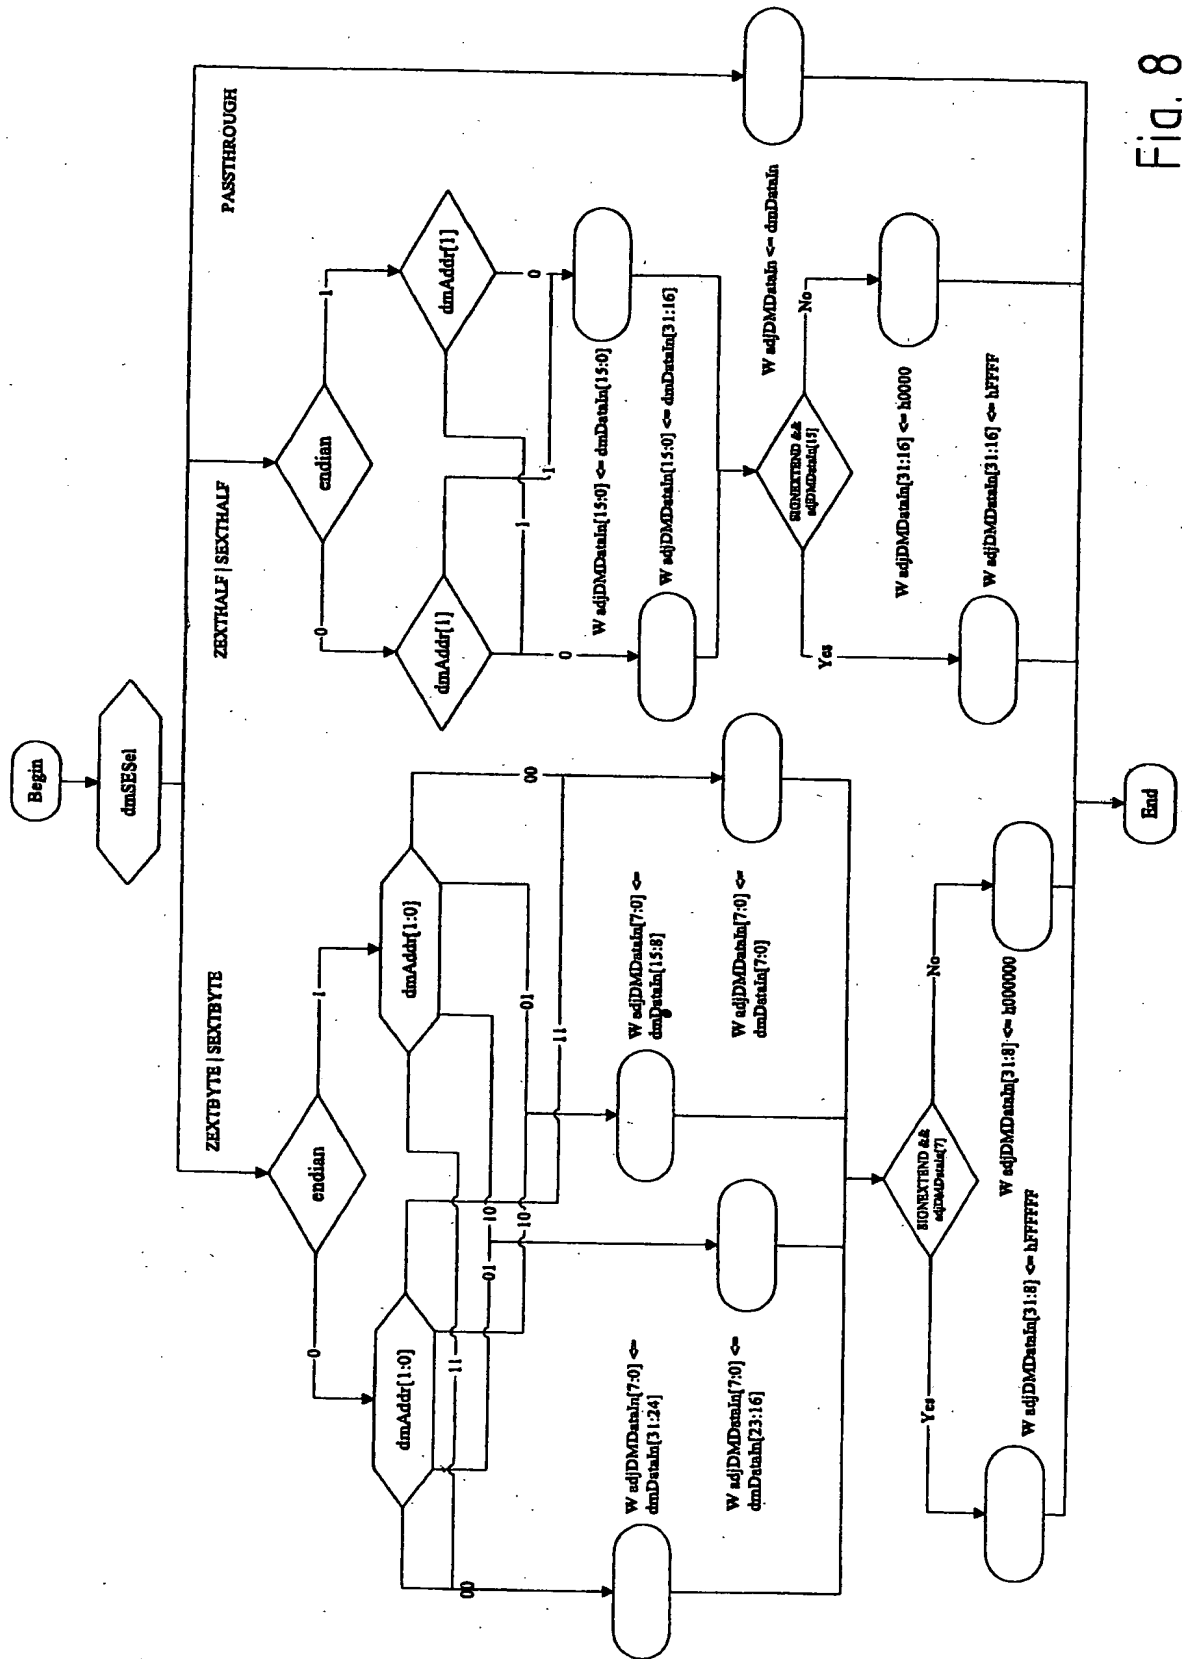 Begin
dmSESel
ZEXTBYTE | SEXTBYTE
ZEXTHALF | SEXTHALF
PASSTHROUGH
endian
0
1
endian
0
1
dmAddr[1:0]
dmAddr[1:0]
dmAddr[1]
dmAddr[1]
00
11
01
10
10
01
11
00
0
1
1
0
W adjDMDataIn[7:0] <=
dmDataIn[31:24]
W adjDMDataIn[7:0] <=
dmDataIn[15:8]
W adjDMDataIn[7:0] <=
dmDataIn[23:16]
W adjDMDataIn[7:0] <=
dmDataIn[7:0]
W adjDMDataIn[15:0] <= dmDataIn[15:0]
W adjDMDataIn[15:0] <= dmDataIn[31:16]
W adjDMDataIn <= dmDataIn
SIGNEXTEND &&
adjDMDataIn[7]
Yes
No
SIGNEXTEND &&
adjDMDataIn[15]
Yes
No
W adjDMDataIn[31:8] <= h000000
W adjDMDataIn[31:8] <= hFFFFFF
W adjDMDataIn[31:16] <= h0000
W adjDMDataIn[31:16] <= hFFFF
End
Fig. 8